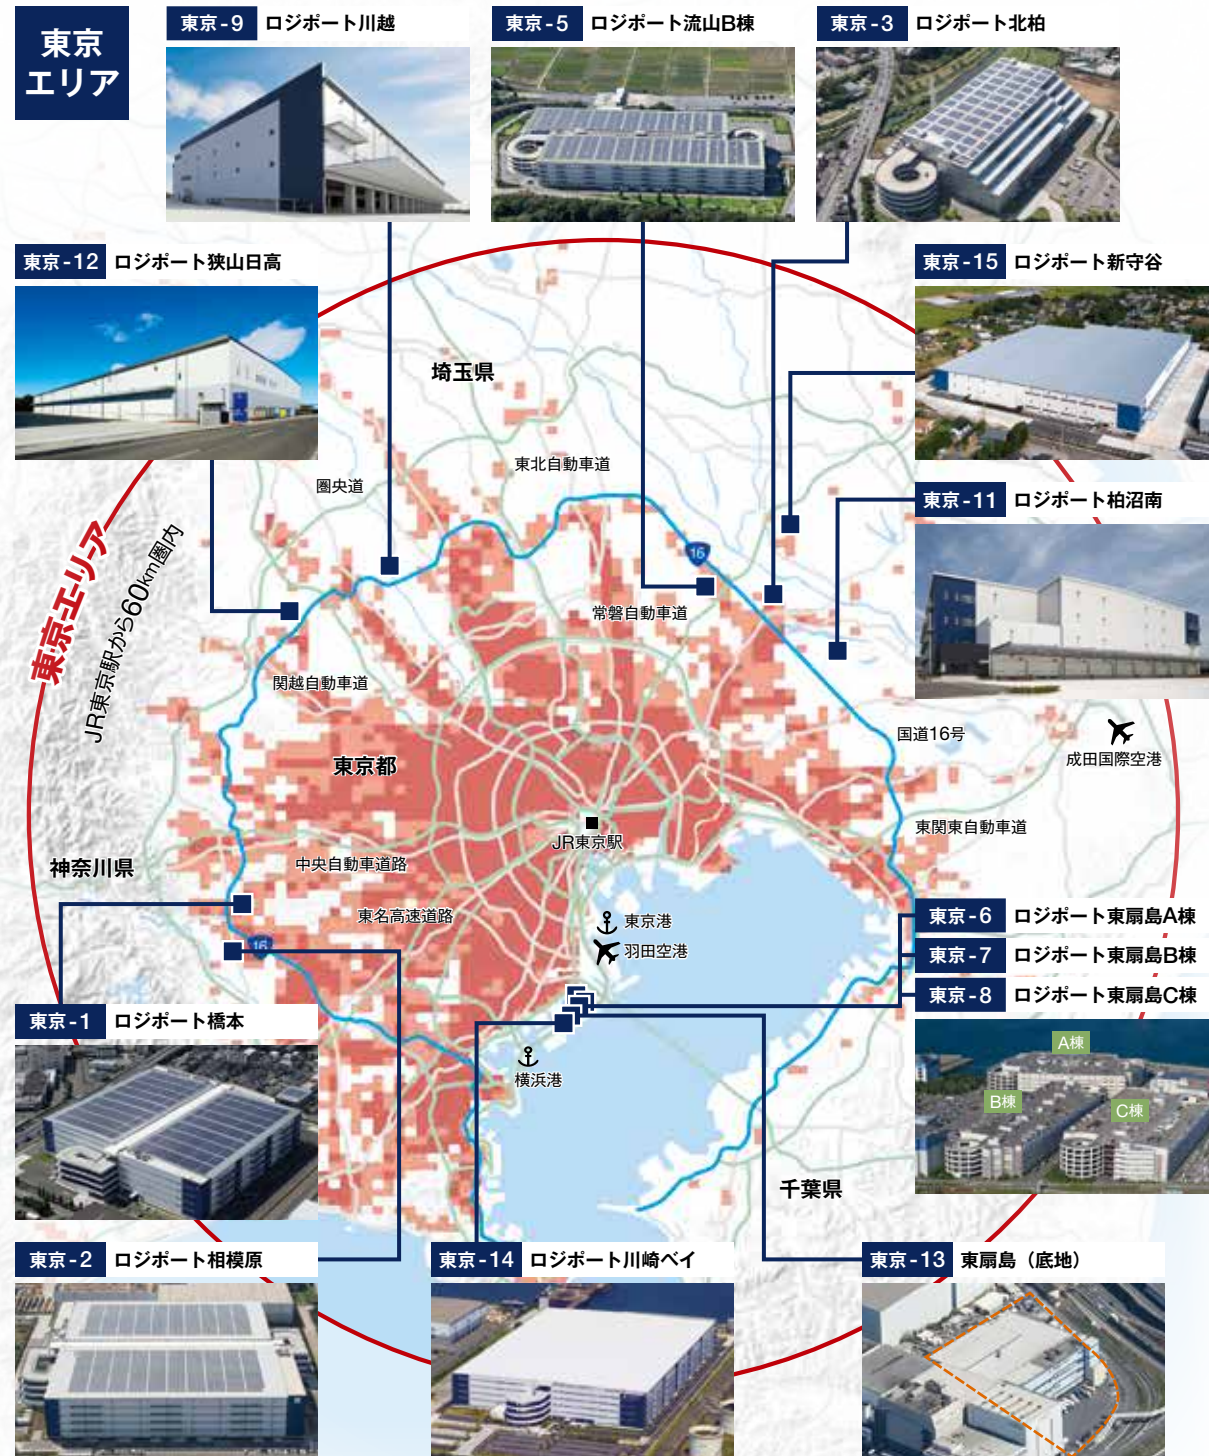 東京
エリア
東京-9 ロジポート川越
東京-5 ロジポート流山B棟
東京-3 ロジポート北柏
東京-12 ロジポート狭山日高
東京-15 ロジポート新守谷
埼玉県
東北自動車道
圏央道
東京-11 ロジポート柏沼南
東京エリア
JR東京駅から60km圏内
16
常磐自動車道
関越自動車道
国道16号
成田国際空港
東京都
JR東京駅
東関東自動車道
中央自動車道路
神奈川県
東名高速道路
東京港
羽田空港
16
東京-6 ロジポート東扇島A棟
東京-7 ロジポート東扇島B棟
東京-8 ロジポート東扇島C棟
東京-1 ロジポート橋本
A棟
B棟
C棟
横浜港
千葉県
東京-2 ロジポート相模原
東京-14 ロジポート川崎ベイ
東京-13 東扇島（底地）